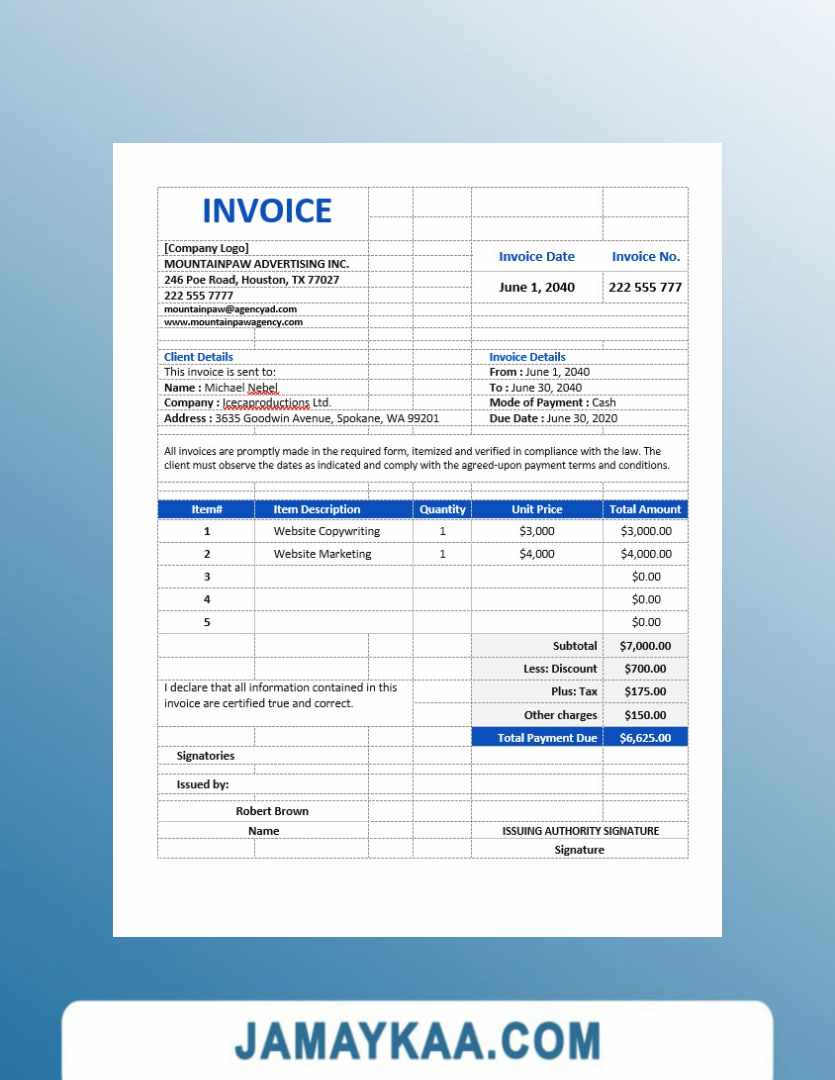 INVOICE
[Company Logo]
MOUNTAINPAW ADVERTISING INC.
246 Poe Road, Houston, TX 77027
222 555 7777
mountainpaw@agencyad.com
www.mountainpawagency.com
Invoice Date Invoice No.
June 1, 2040 222 555 777
Client Details
This invoice is sent to:
Name : Michael Nebel
Company : Icecaproductions Ltd.
Address : 3635 Goodwin Avenue, Spokane, WA 99201
Invoice Details
From : June 1, 2040
To : June 30, 2040
Mode of Payment : Cash
Due Date : June 30, 2020
All invoices are promptly made in the required form, itemized and verified in compliance with the law. The
client must observe the dates as indicated and comply with the agreed-upon payment terms and conditions.
Item# Item Description Quantity Unit Price Total Amount
1 Website Copywriting 1 $3,000 $3,000.00
2 Website Marketing 1 $4,000 $4,000.00
3 $0.00
4 $0.00
5 $0.00
Subtotal $7,000.00
Less: Discount $700.00
Plus: Tax $175.00
Other charges $150.00
Total Payment Due $6,625.00
I declare that all information contained in this
invoice are certified true and correct.
Signatories
Issued by:
Robert Brown
Name ISSUING AUTHORITY SIGNATURE
Signature
JAMAYKAA.COM